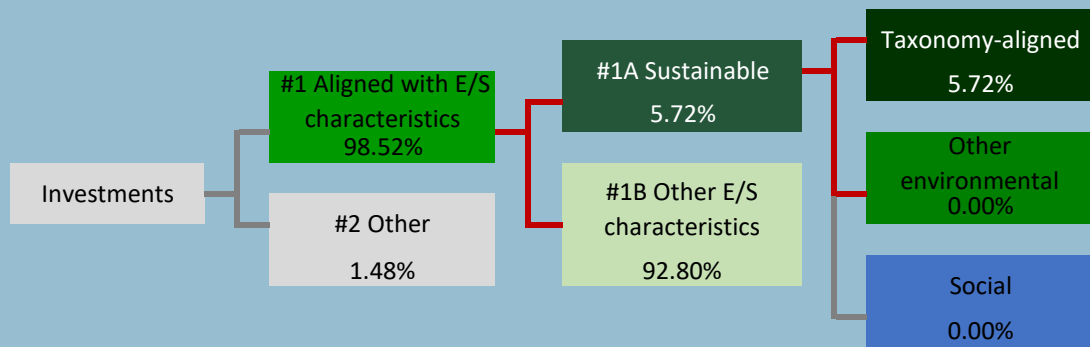 Investments
#1 Aligned with E/S
characteristics
98.52%
#2 Other
1.48%
#1A Sustainable
5.72%
#1B Other E/S
characteristics
92.80%
Taxonomy-aligned
5.72%
Other
environmental
0.00%
Social
0.00%